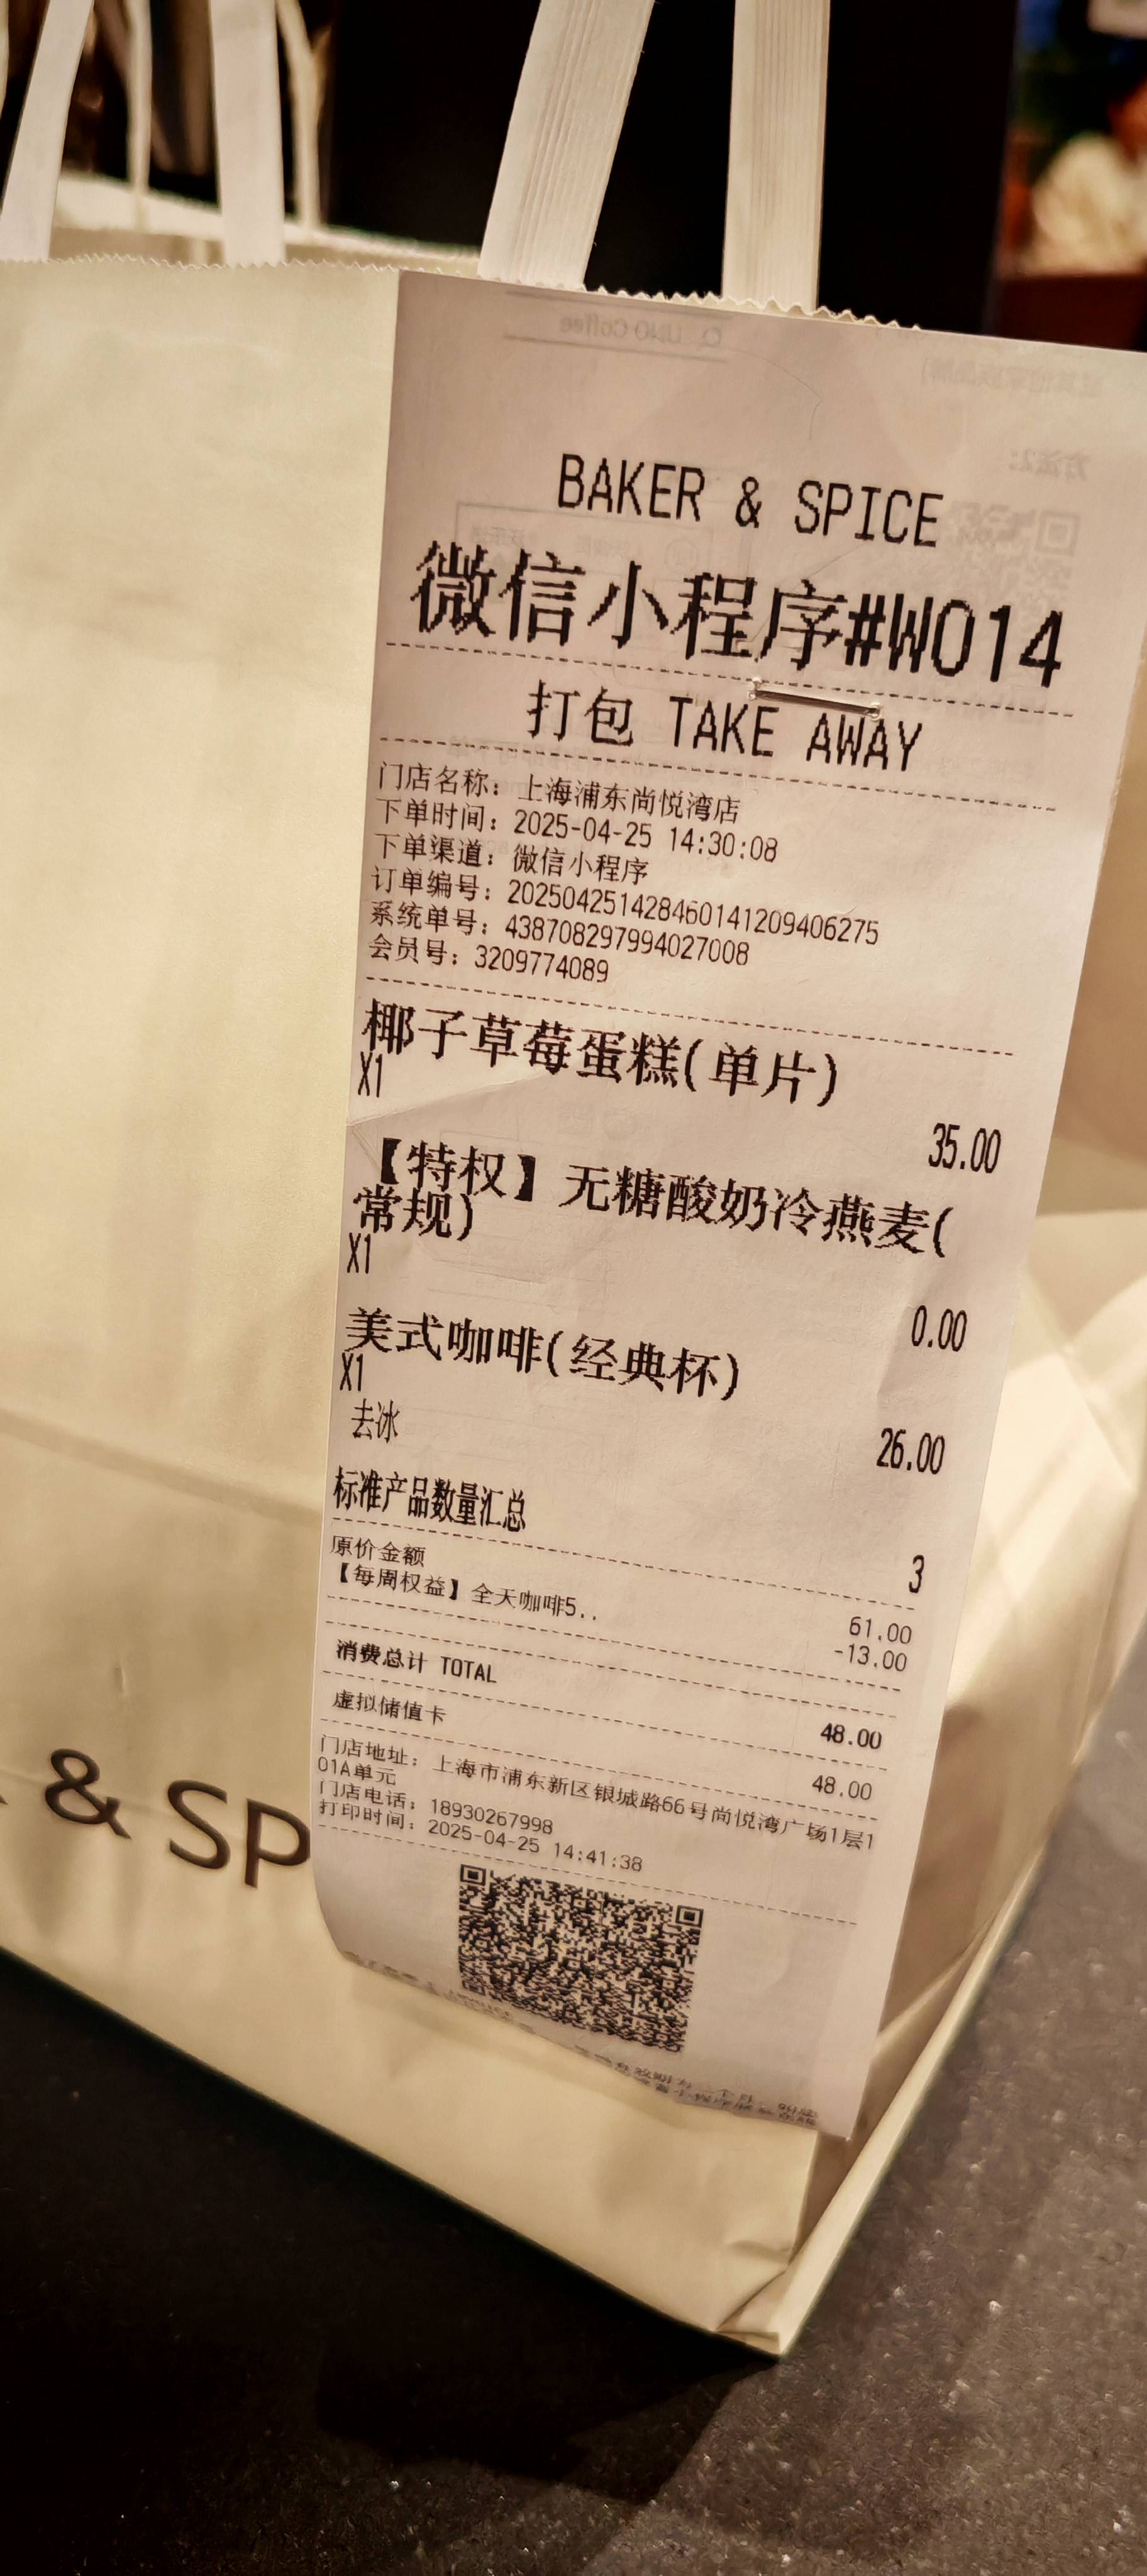 BAKER & SPICE
微信小程序#W014
打包 TAKE AWAY
门店名称：上海浦东尚悦湾店
下单时间：2025-04-25 14:30:08
下单渠道：微信小程序
订单编号：20250425142846014120940​6275
系统单号：438708297994027008
会员号：3209774089
椰子草莓蛋糕(单片)
X1
35.00
【特权】无糖酸奶冷燕麦(
常规)
X1
0.00
美式咖啡(经典杯)
X1
去冰
26.00
标准产品数量汇总
3
原价金额 61.00
【每周权益】全天咖啡5.. -13.00
消费总计 TOTAL 48.00
虚拟储值卡 48.00
门店地址：上海市浦东新区银城路66号尚悦湾广场1层1
01A单元
门店电话：18930267998
打印时间：2025-04-25 14:41:38
& SP